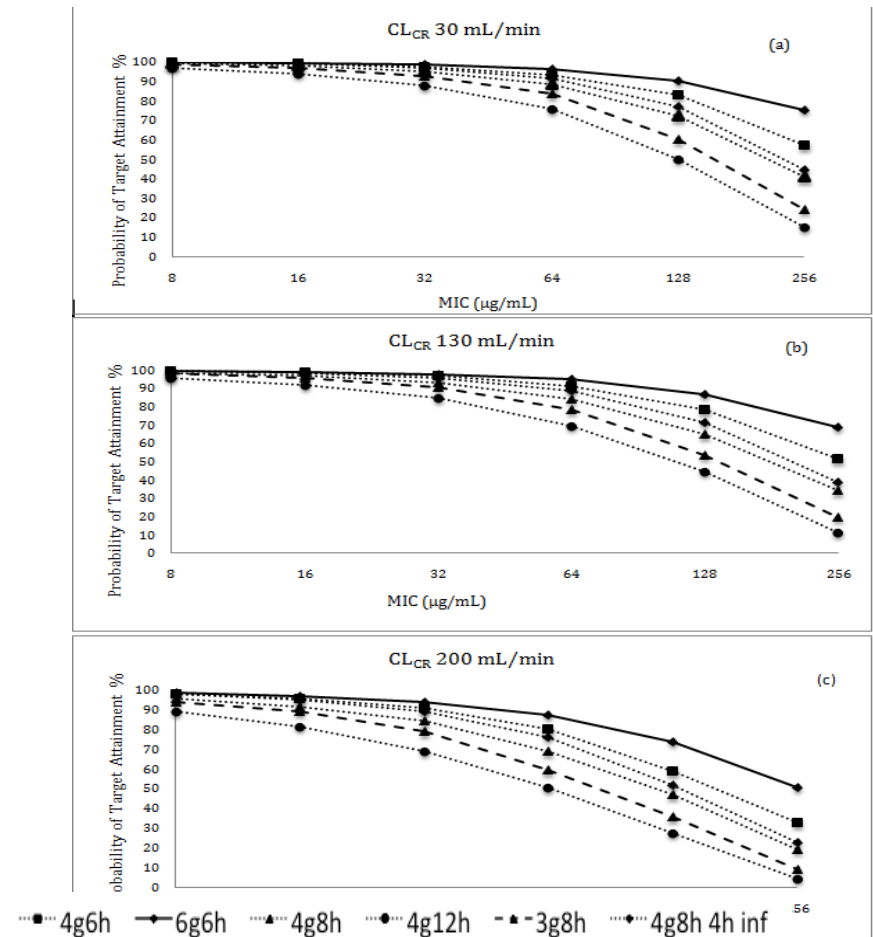 CLCR 30 mL/min
(a)
Probability of Target Attainment %
100
90
80
70
60
50
40
30
20
10
0
8 16 32 64 128 256
MIC (µg/mL)
CLCR 130 mL/min
(b)
Probability of Target Attainment %
100
90
80
70
60
50
40
30
20
10
0
8 16 32 64 128 256
MIC (µg/mL)
CLCR 200 mL/min
(c)
obability of Target Attainment %
100
90
80
70
60
50
40
30
20
10
0
56
4g6h 6g6h 4g8h 4g12h 3g8h 4g8h 4h inf